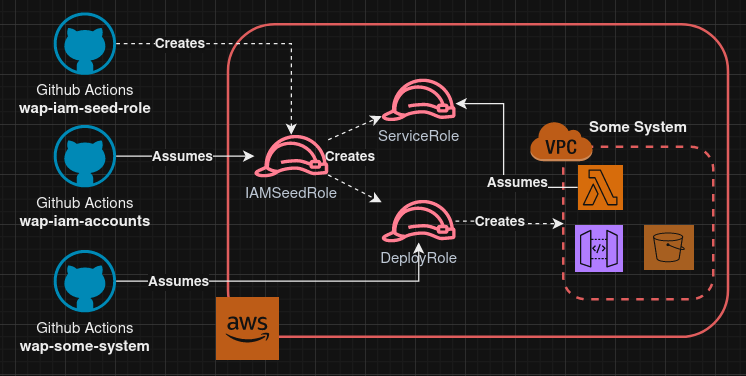 Creates
Github Actions
wap-iam-seed-role
ServiceRole
Some System
VPC
Assumes
Creates
IAMSeedRole
Assumes
Github Actions
wap-iam-accounts
Creates
</>
DeployRole
Assumes
Github Actions
wap-some-system
aws